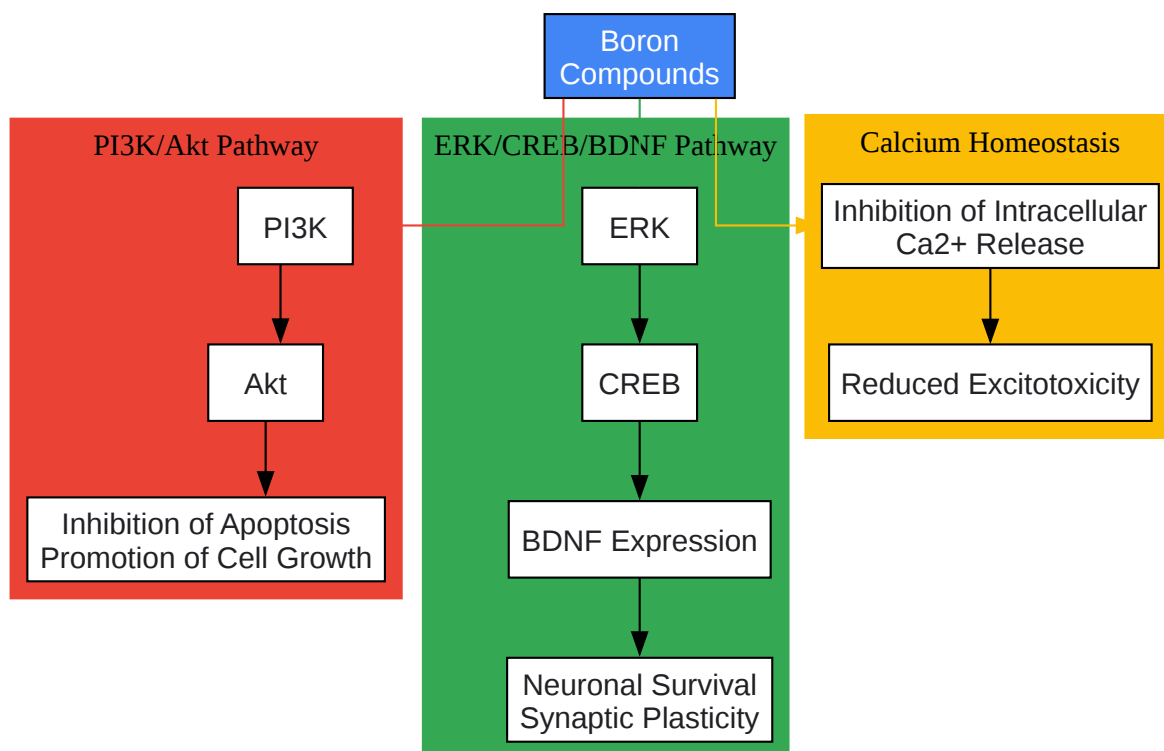 Boron
Compounds
PI3K/Akt Pathway
PI3K
Akt
Inhibition of Apoptosis
Promotion of Cell Growth
ERK/CREB/BDNF Pathway
ERK
CREB
BDNF Expression
Neuronal Survival
Synaptic Plasticity
Calcium Homeostasis
Inhibition of Intracellular
Ca2+ Release
Reduced Excitotoxicity